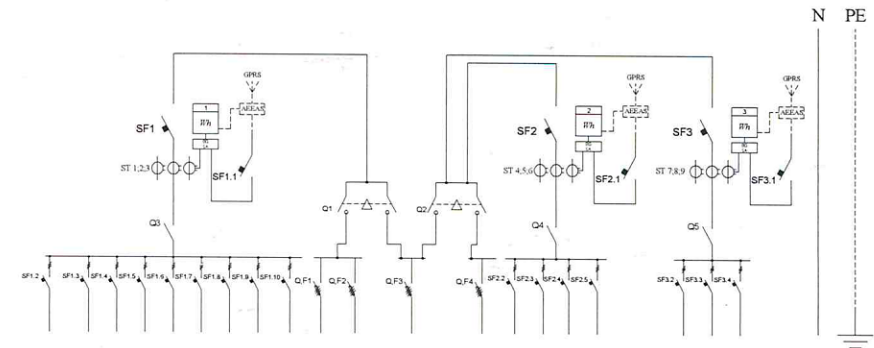 N PE
GPRS GPRS GPRS
1 2 3
AEEAS AEEAS AEEAS
Wh Wh Wh
SF1 SF2 SF3
ST 1;2;3 ST 4;5;6 ST 7;8;9
SF1.1 SF2.1 SF3.1
Q1 Q2
Q3 Q4 Q5
SF1.2 SF1.3 SF1.4 SF1.5 SF1.6 SF1.7 SF1.8 SF1.9 SF1.10 Q,F1 Q,F2 Q,F3 Q,F4 SF2.2 SF2.3 SF2.4 SF2.5 SF3.2 SF3.3 SF3.4